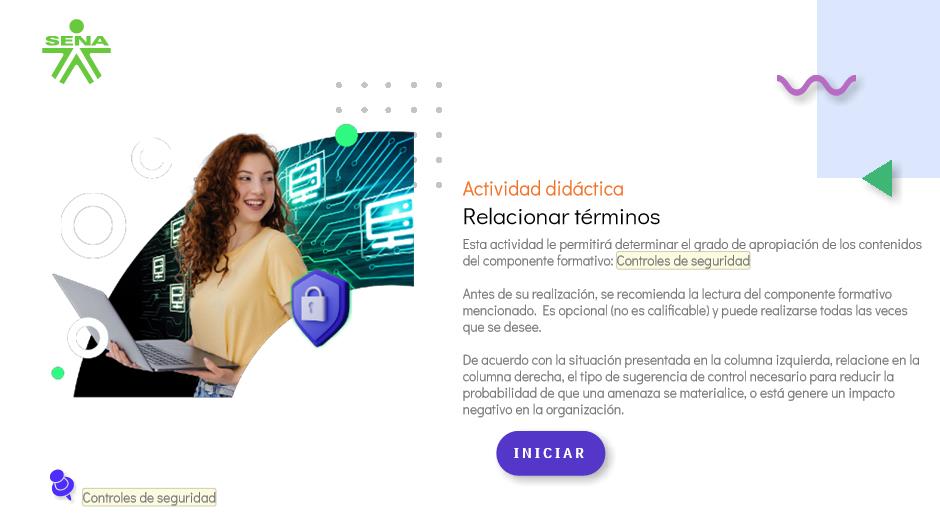 SENA
Actividad didáctica
Relacionar términos
Esta actividad le permitirá determinar el grado de apropiación de los contenidos
del componente formativo: Controles de seguridad
Antes de su realización, se recomienda la lectura del componente formativo
mencionado. Es opcional (no es calificable) y puede realizarse todas las veces
que se desee.
De acuerdo con la situación presentada en la columna izquierda, relacione en la
columna derecha, el tipo de sugerencia de control necesario para reducir la
probabilidad de que una amenaza se materialice, o está genere un impacto
negativo en la organización.
INICIAR
Controles de seguridad